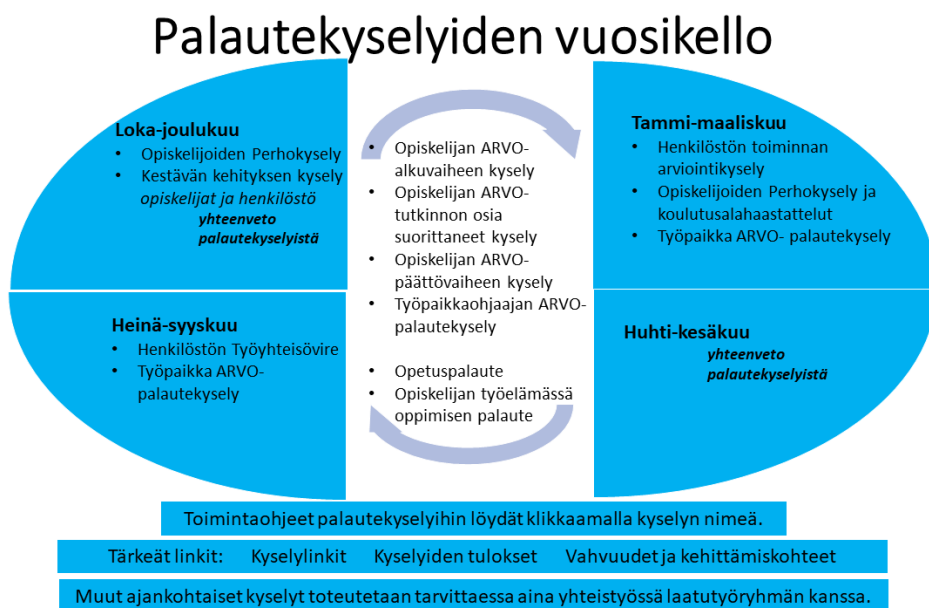 Palautekyselyiden vuosikello
Loka-joulukuu
• Opiskelijoiden Perhokysely
• Kestävän kehityksen kysely
opiskelijat ja henkilöstö
yhteenveto
palautekyselyistä
• Opiskelijan ARVO-
alkuvaiheen kysely
• Opiskelijan ARVO-
tutkinnon osia
suorittaneet kysely
• Opiskelijan ARVO-
päättövaiheen kysely
• Työpaikkaohjaajan ARVO-
palautekysely
• Opetuspalaute
• Opiskelijan työelämässä
oppimisen palaute
Tammi-maaliskuu
• Henkilöstön toiminnan
arviointikysely
• Opiskelijoiden Perhokysely ja
koulutusalahaastattelut
• Työpaikka ARVO- palautekysely
Heinä-syyskuu
• Henkilöstön Työyhteisövire
• Työpaikka ARVO-
palautekysely
Huhti-kesäkuu
yhteenveto
palautekyselyistä
Toimintaohjeet palautekyselyihin löydät klikkaamalla kyselyn nimeä.
Tärkeät linkit: Kyselylinkit Kyselyiden tulokset Vahvuudet ja kehittämiskohteet
Muut ajankohtaiset kyselyt toteutetaan tarvittaessa aina yhteistyössä laatutyöryhmän kanssa.